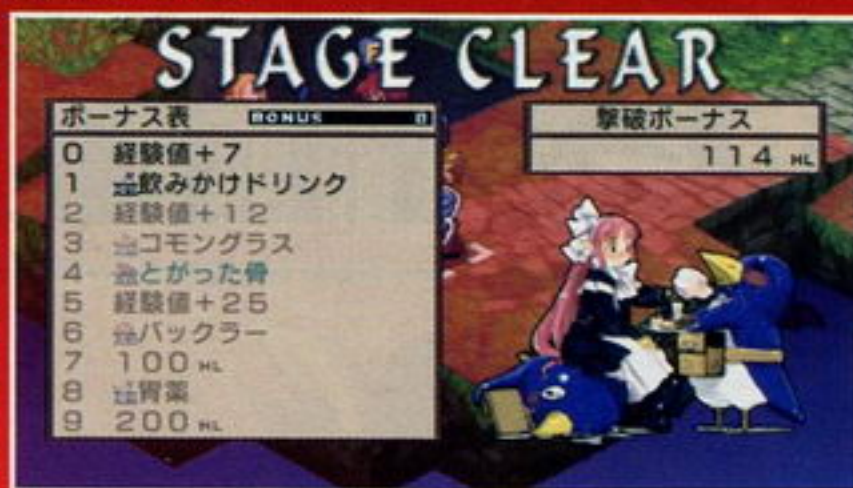 STAGE CLEAR
ボーナス表 BONUS 0
0 経験値+7
1 飲みかけドリンク
2 経験値+12
3 コモングラス
4 とがった骨
5 経験値+25
6 バックラー
7 100 HL
8 胃薬
9 200 HL
撃破ボーナス
114 HL